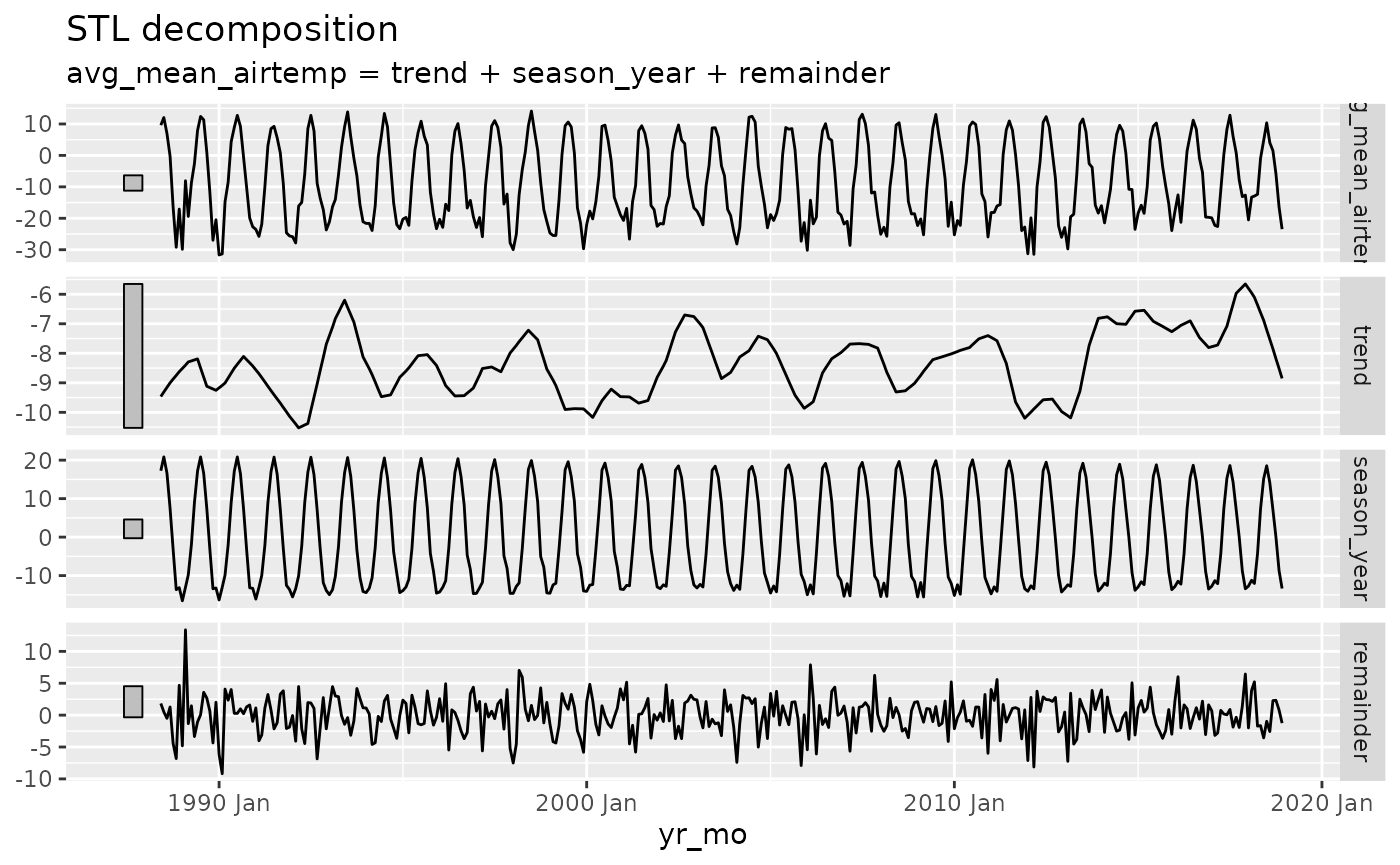 STL decomposition
avg_mean_airtemp = trend + season_year + remainder
10
0
-10
-20
-30
g_mean_airter
-6
-7
-8
-9
-10
trend
20
10
0
-10
season_year
10
5
0
-5
-10
remainder
1990 Jan 2000 Jan 2010 Jan 2020 Jan
yr_mo